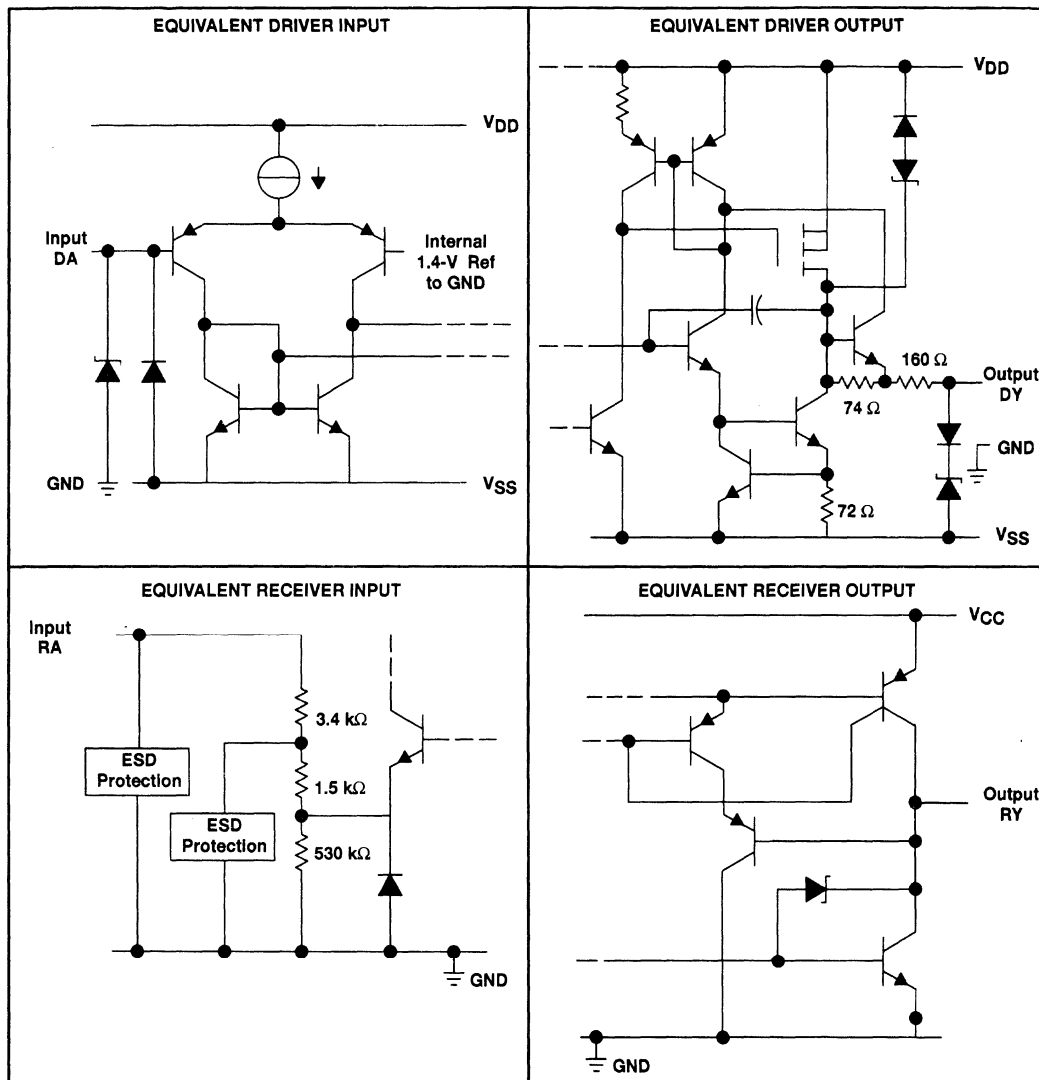 EQUIVALENT DRIVER INPUT
VDD
Input
DA
Internal
1.4-V Ref
to GND
GND
VSS
EQUIVALENT DRIVER OUTPUT
VDD
160 Ω
Output
DY
74 Ω
GND
72 Ω
VSS
EQUIVALENT RECEIVER INPUT
Input
RA
3.4 kΩ
ESD
Protection
1.5 kΩ
ESD
Protection
530 kΩ
GND
EQUIVALENT RECEIVER OUTPUT
VCC
Output
RY
GND